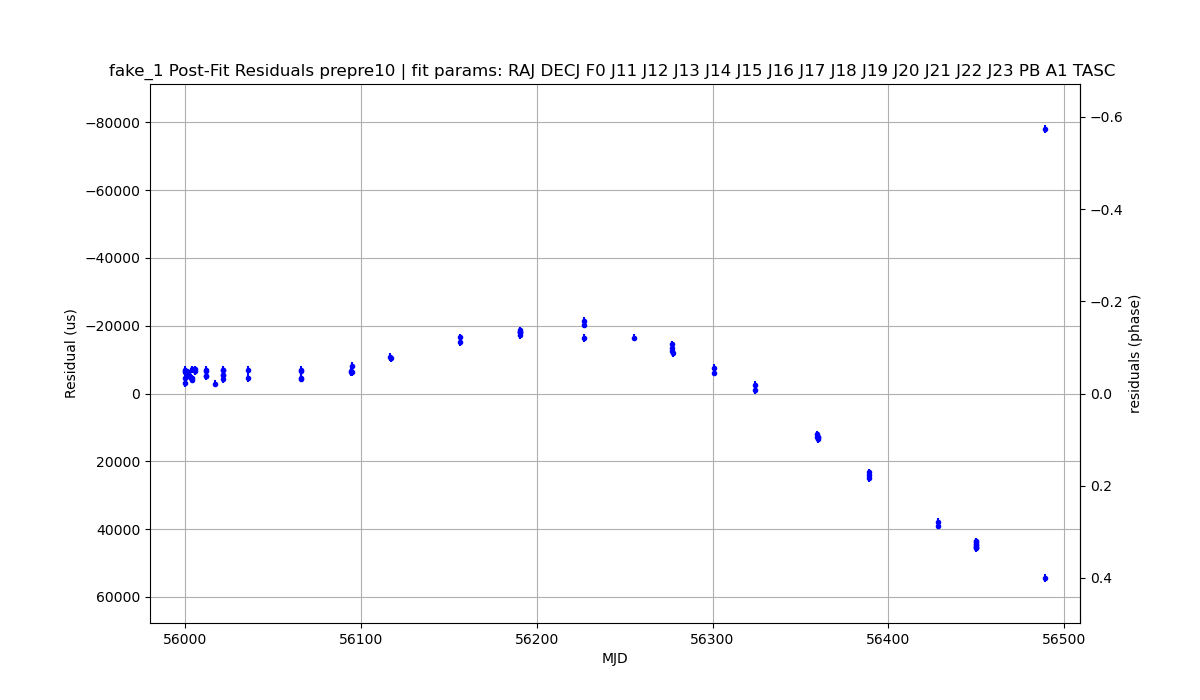 fake_1 Post-Fit Residuals prepre10 | fit params: RAJ DECJ F0 J11 J12 J13 J14 J15 J16 J17 J18 J19 J20 J21 J22 J23 PB A1 TASC
−80000
−60000
−40000
−20000
0
20000
40000
60000
Residual (us)
−0.6
−0.4
−0.2
0.0
0.2
0.4
residuals (phase)
56000 56100 56200 56300 56400 56500
MJD